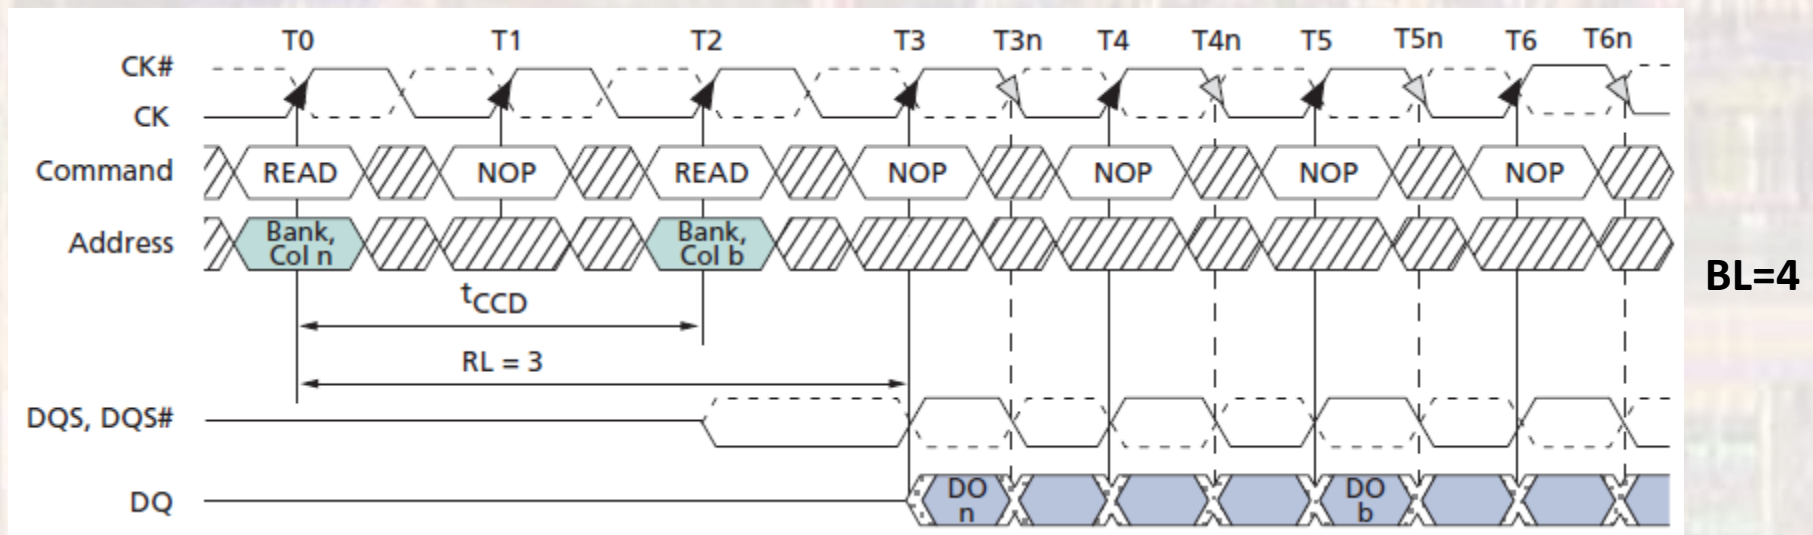 T0 T1 T2 T3 T3n T4 T4n T5 T5n T6 T6n
CK#
CK
Command READ NOP READ NOP NOP NOP NOP
Address Bank, Col n Bank, Col b
BL=4
tCCD
RL = 3
DQS, DQS#
DQ DO n DO b